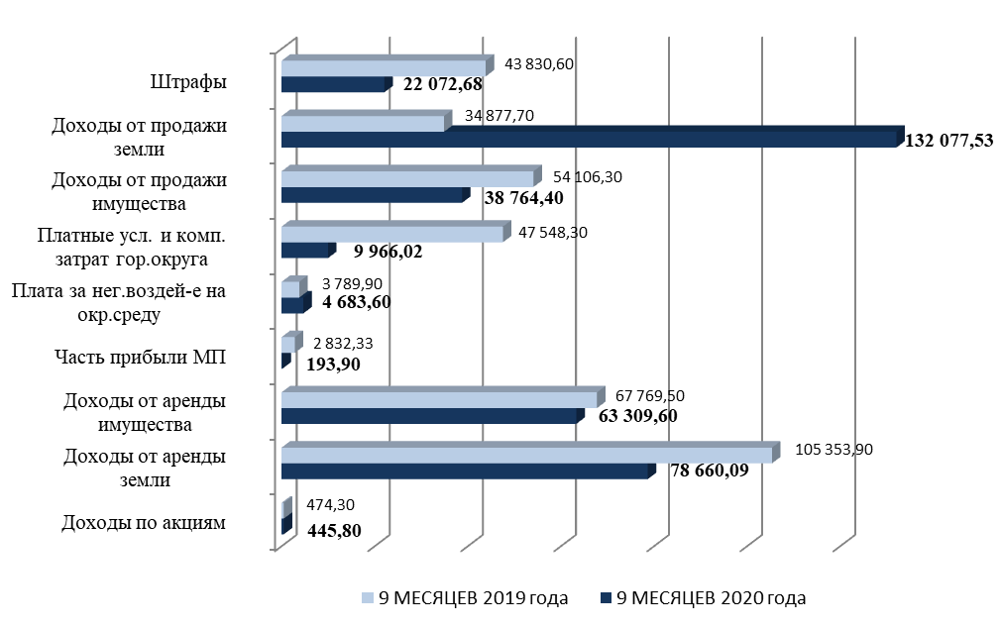 Штрафы
43 830,60
22 072,68
Доходы от продажи
земли
34 877,70
132 077,53
Доходы от продажи
имущества
54 106,30
38 764,40
Платные усл. и комп.
затрат гор.округа
47 548,30
9 966,02
Плата за нег.воздей-е на
окр.среду
3 789,90
4 683,60
Часть прибыли МП
2 832,33
193,90
Доходы от аренды
имущества
67 769,50
63 309,60
Доходы от аренды
земли
105 353,90
78 660,09
Доходы по акциям
474,30
445,80
9 МЕСЯЦЕВ 2019 года
9 МЕСЯЦЕВ 2020 года